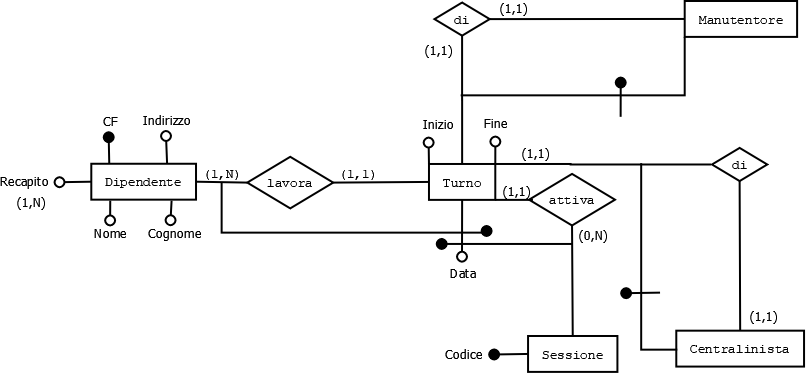 di
(1,1)
Manutentore
(1,1)
CF
Indirizzo
Inizio
Fine
(1,1)
di
Recapito
(1,N)
Dipendente
(1,N)
lavora
(1,1)
Turno
(1,1)
attiva
Nome
Cognome
(0,N)
Data
(1,1)
Codice
Sessione
Centralinista